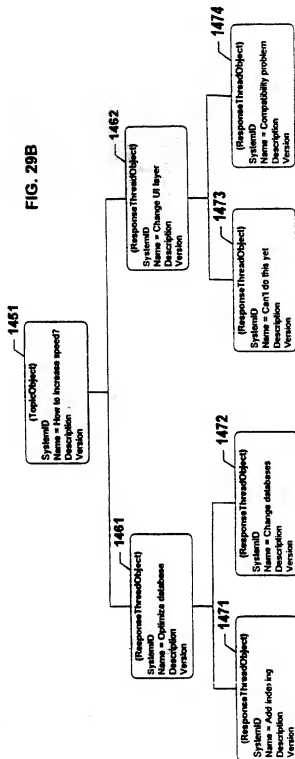 FIG. 29B
1451
(TopicObject)
SystemID
Name = How to increase speed?
Description
Version
1461
(ResponseThreadObject)
SystemID
Name = Optimize database
Description
Version
1462
(ResponseThreadObject)
SystemID
Name = Change UI layer
Description
Version
1471
(ResponseThreadObject)
SystemID
Name = Add indexing
Description
Version
1472
(ResponseThreadObject)
SystemID
Name = Change databases
Description
Version
1473
(ResponseThreadObject)
SystemID
Name = Can't do this yet
Description
Version
1474
(ResponseThreadObject)
SystemID
Name = Compatibility problem
Description
Version